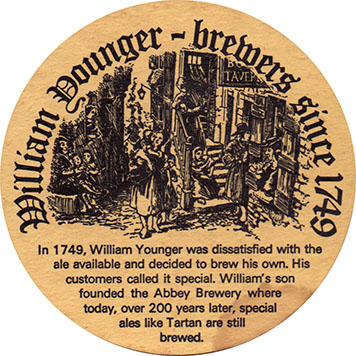 William Younger - brewers since 1749
TAVER
In 1749, William Younger was dissatisfied with the
ale available and decided to brew his own. His
customers called it special. William's son
founded the Abbey Brewery where
today, over 200 years later, special
ales like Tartan are still
brewed.